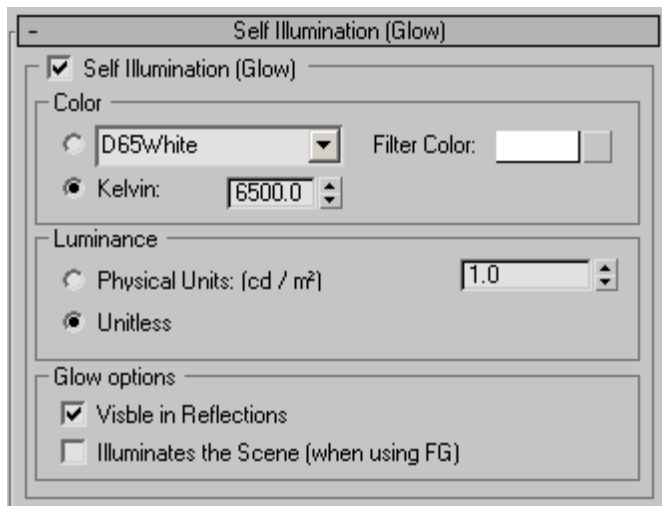 - Self Illumination (Glow)
Self Illumination (Glow)
Color
D65White Filter Color:
Kelvin: 6500.0
Luminance
Physical Units: (cd / m²) 1.0
Unitless
Glow options
Visble in Reflections
Illuminates the Scene (when using FG)